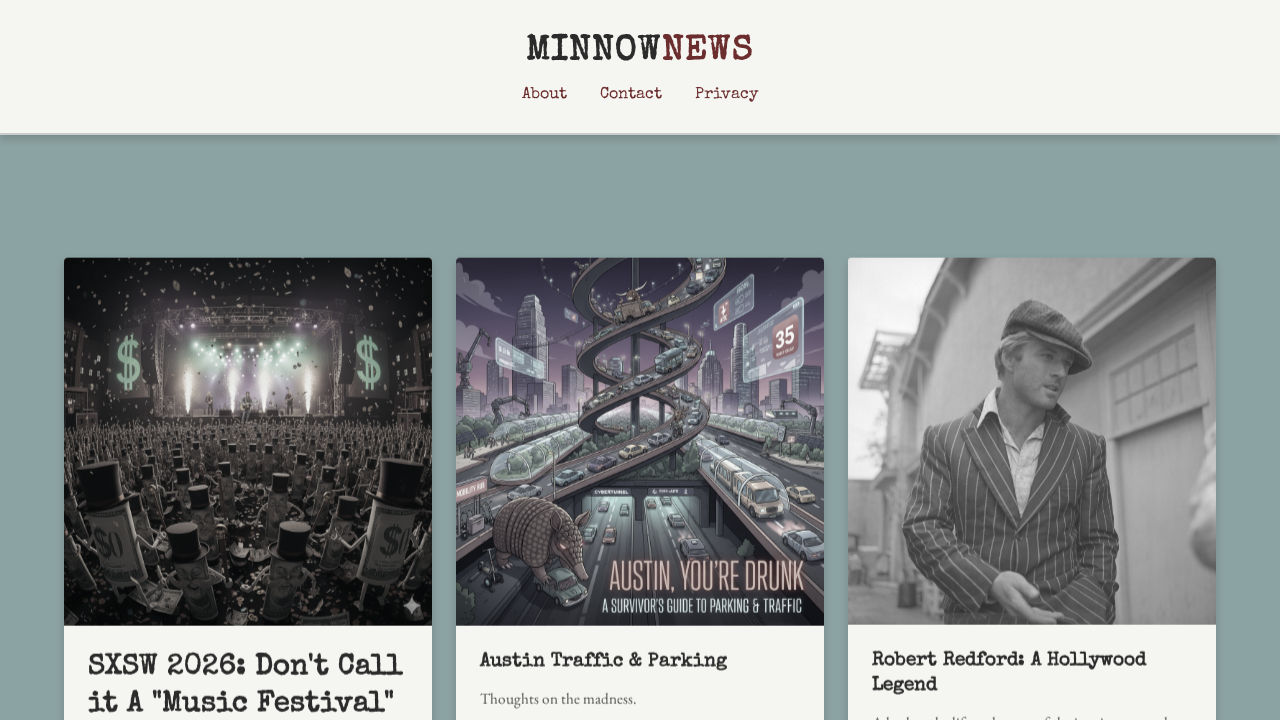 MINNOWNEWS
About Contact Privacy
$ $
35
CYBERTUNNEL
AUSTIN, YOU'RE DRUNK
A SURVIVOR'S GUIDE TO PARKING & TRAFFIC
SXSW 2026: Don't Call
it A "Music Festival"
Austin Traffic & Parking
Thoughts on the madness.
Robert Redford: A Hollywood
Legend